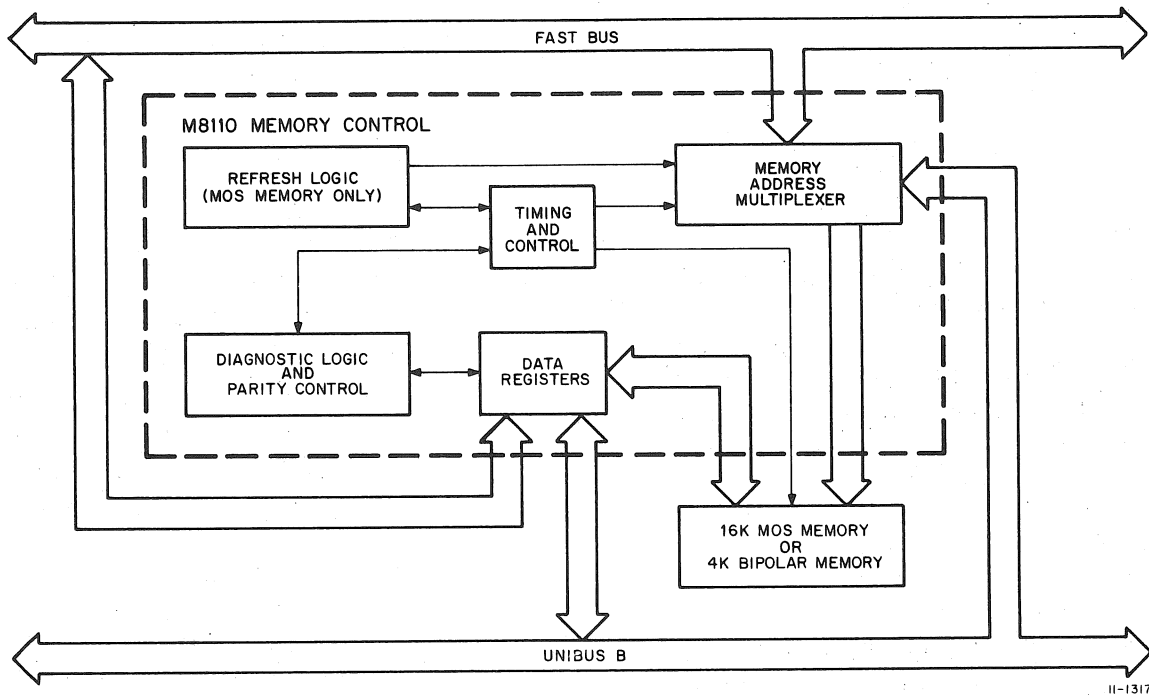 FAST BUS
M8110 MEMORY CONTROL
REFRESH LOGIC
(MOS MEMORY ONLY)
TIMING
AND
CONTROL
MEMORY
ADDRESS
MULTIPLEXER
DIAGNOSTIC LOGIC
AND
PARITY CONTROL
DATA
REGISTERS
16K MOS MEMORY
OR
4K BIPOLAR MEMORY
UNIBUS B
11-1317